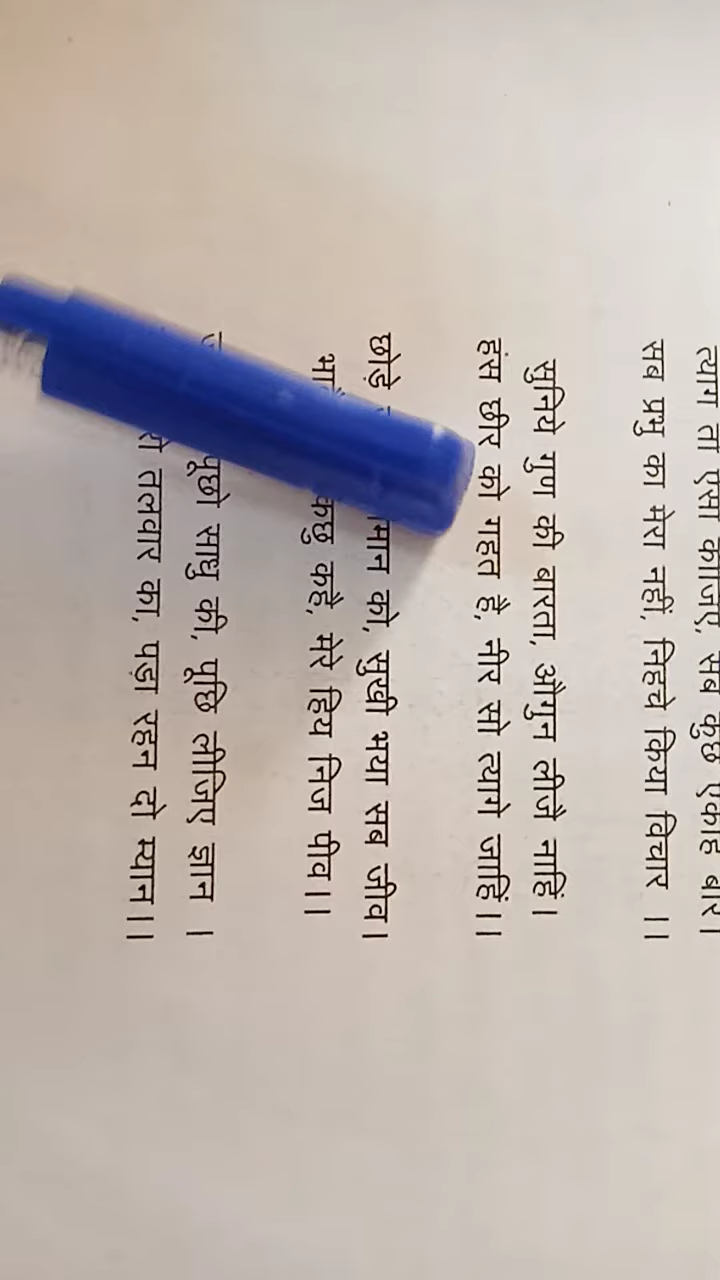 त्याग तो ऐसा कीजिए, सब कुछ एकहि बार।
सब प्रभु का मेरा नहीं, निहचे किया विचार ।।
सुनिये गुण की बारता, औगुन लीजै नाहिं।
हंस छीर को गहत है, नीर सो त्यागे जाहिं।।
छोड़े मान को, सुखी भया सब जीव।
कछु कहै, मेरे हिय निज पीव।।
पूछो साधु की, पूछि लीजिए ज्ञान ।
तलवार का, पड़ा रहन दो म्यान।।